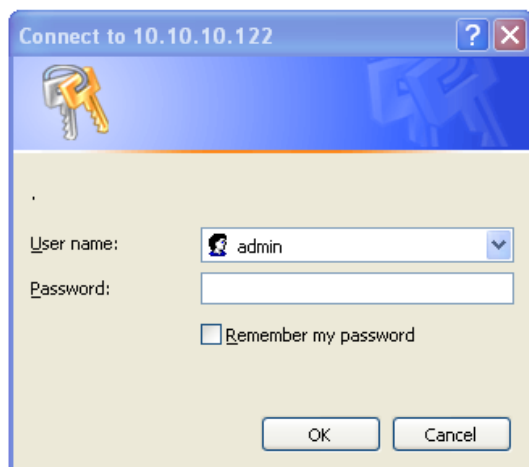 Connect to 10.10.10.122
.
User name:
admin
Password:
Remember my password
OK
Cancel